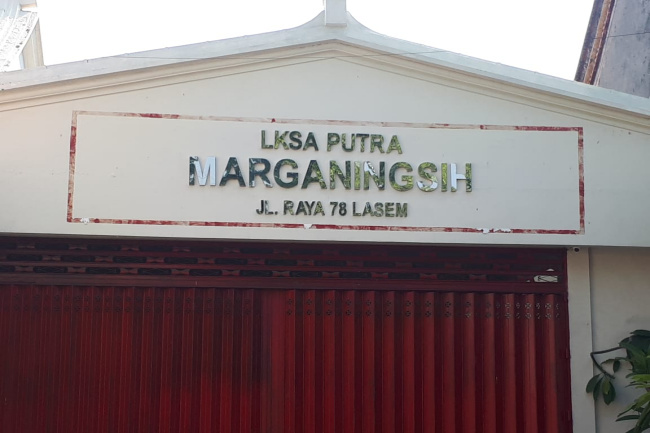 LKSA PUTRA
MARGANINGSIH
JL. RAYA 78 LASEM